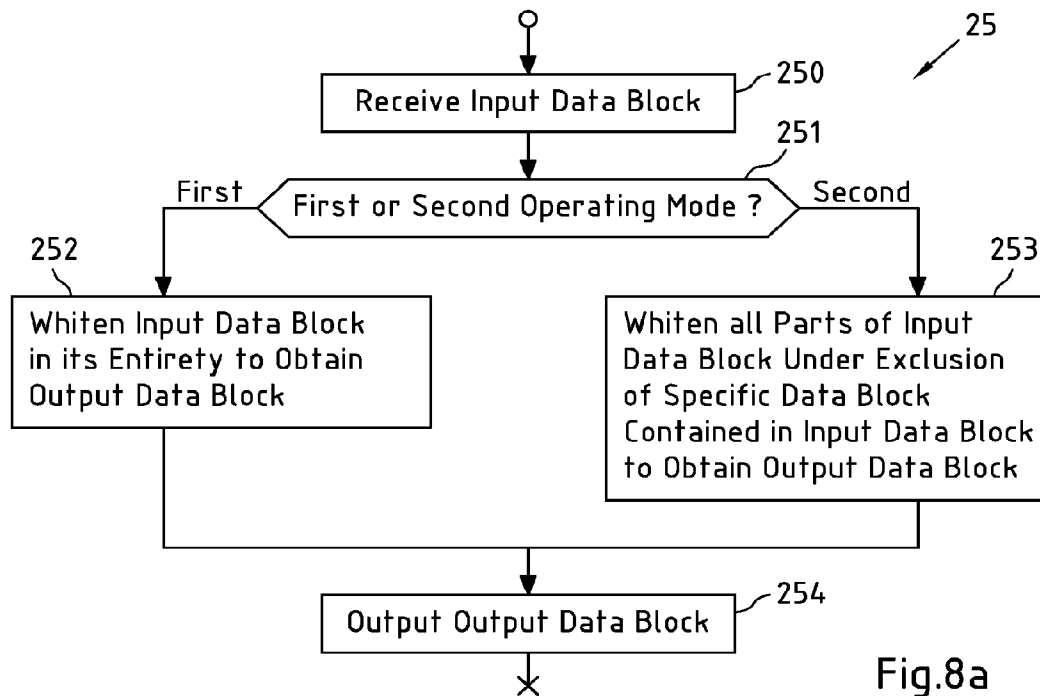 25
250
Receive Input Data Block
251
First
First or Second Operating Mode ?
Second
252
253
Whiten Input Data Block
in its Entirety to Obtain
Output Data Block
Whiten all Parts of Input
Data Block Under Exclusion
of Specific Data Block
Contained in Input Data Block
to Obtain Output Data Block
254
Output Output Data Block
Fig.8a